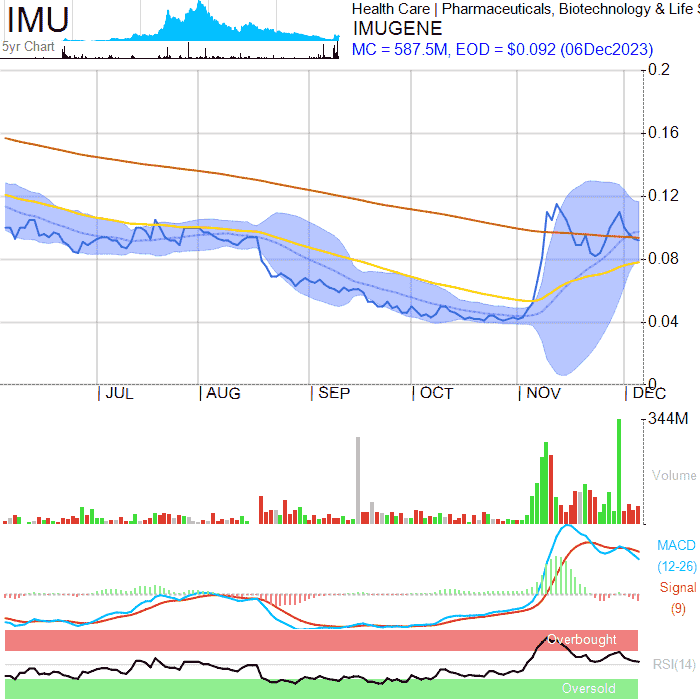 IMU
5yr Chart
Health Care | Pharmaceuticals, Biotechnology & Life
IMUGENE
MC = 587.5M, EOD = $0.092 (06Dec2023)
0.2
0.16
0.12
0.08
0.04
0
JUL
AUG
SEP
OCT
NOV
DEC
344M
Volume
MACD
(12-26)
Signal
(9)
Overbought
RSI(14)
Oversold